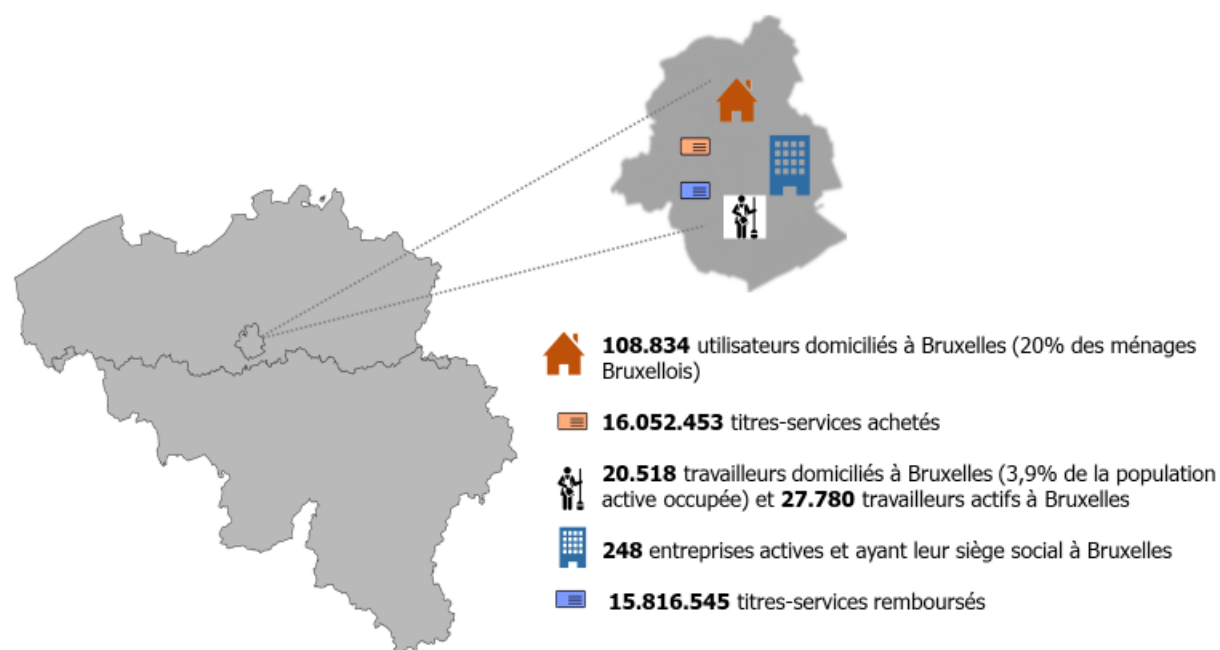 108.834 utilisateurs domiciliés à Bruxelles (20% des ménages
Bruxellois)
16.052.453 titres-services achetés
20.518 travailleurs domiciliés à Bruxelles (3,9% de la population
active occupée) et 27.780 travailleurs actifs à Bruxelles
248 entreprises actives et ayant leur siège social à Bruxelles
15.816.545 titres-services remboursés